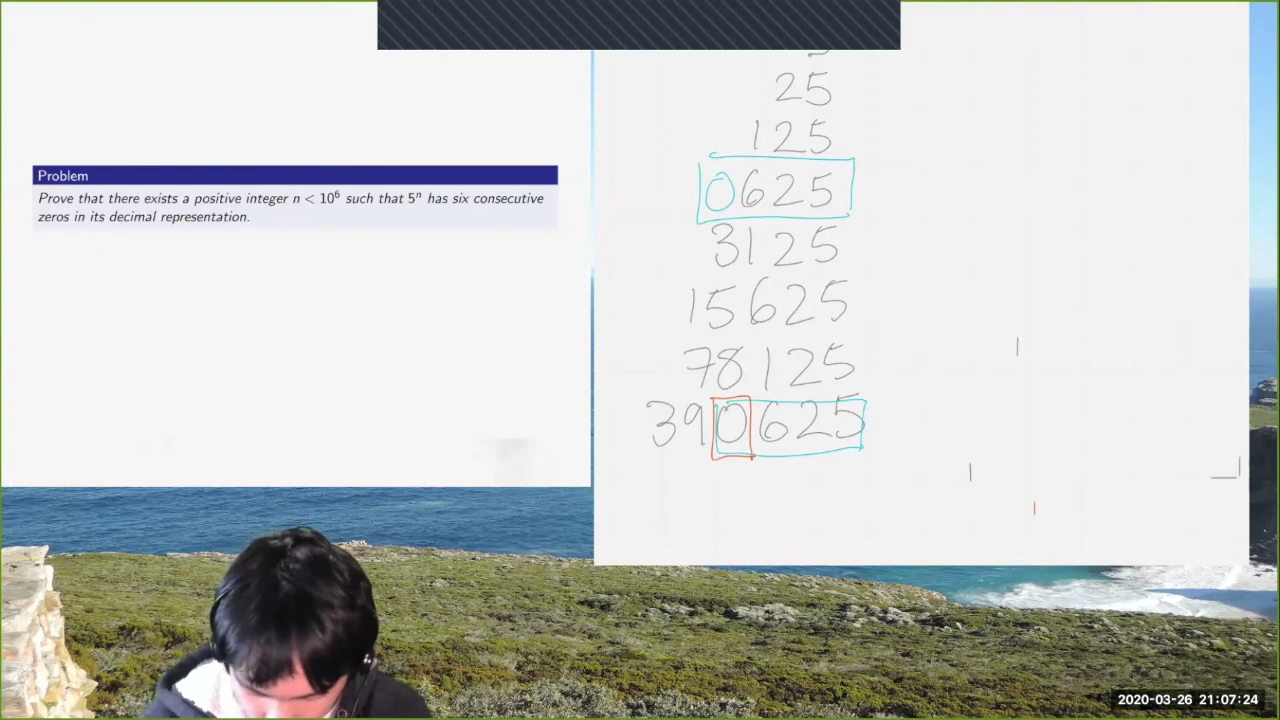 Problem
Prove that there exists a positive integer n < 10⁶ such that 5ⁿ has six consecutive
zeros in its decimal representation.
25
125
0625
3125
15625
78125
390625
2020-03-26 21:07:24